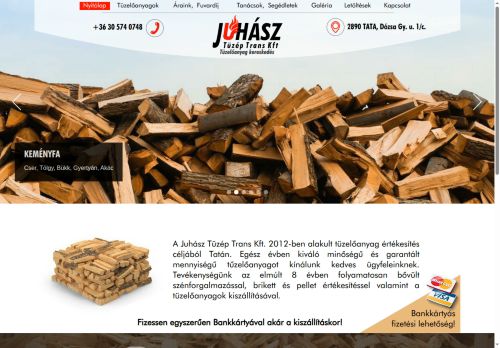 Nyitólap Tüzelőanyagok Áraink, Fuvardíj Tanácsok, Segédletek Galéria Letöltések Kapcsolat
+36 30 574 0748
JUHÁSZ
Tüzép Trans Kft
Tüzelőanyag kereskedés
2890 TATA, Dózsa Gy. u. 1/c.
KEMÉNYFA
Cser, Tölgy, Bükk, Gyertyán, Akác
A Juhász Tüzép Trans Kft. 2012-ben alakult tüzelőanyag értékesítés
céljából Tatán. Egész évben kiváló minőségű és garantált
mennyiségű tűzelőanyagot kínálunk kedves ügyfeleinknek.
Tevékenységünk az elmúlt 8 évben folyamatosan bővült
szénforgalmazással, brikett és pellet értékesítéssel valamint a
tüzelőanyagok kiszállításával.
Fizessen egyszerűen Bankkártyával akár a kiszállításkor!
MasterCard
VISA
Bankkártyás
fizetési lehetőség!